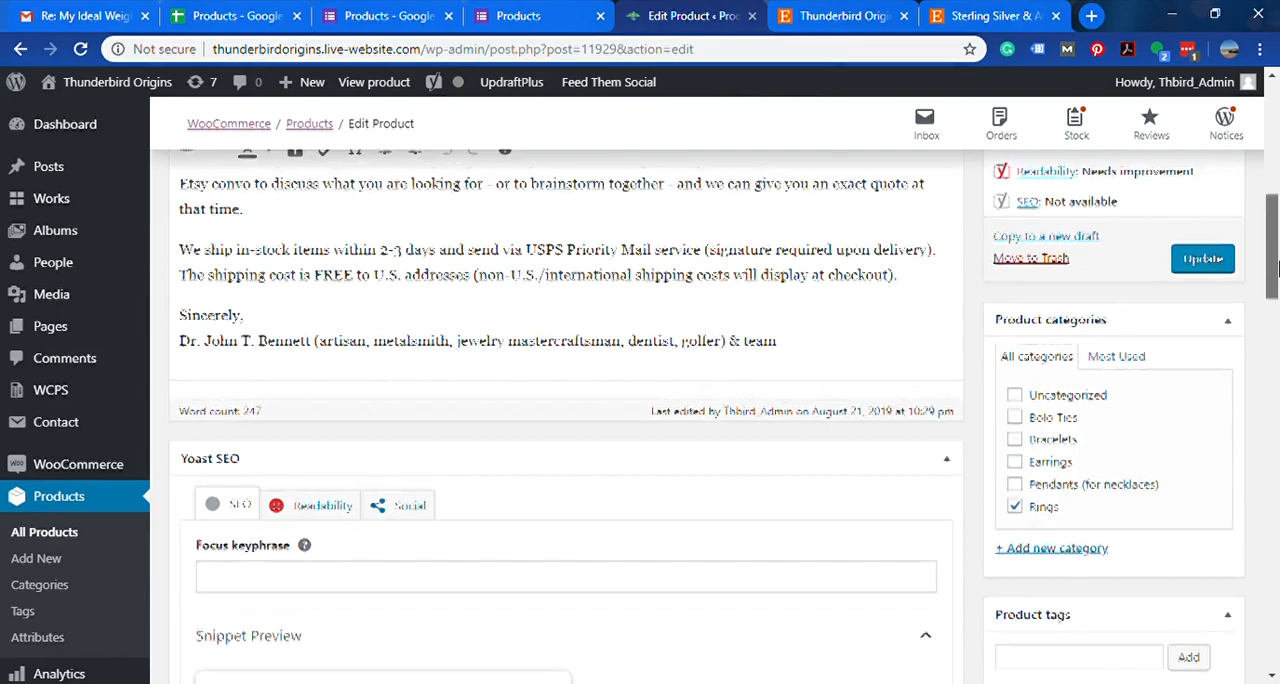 Re: My Ideal Weig
Products - Google
Products - Google
Products
Edit Product ‹ Pro
Thunderbird Orig
Sterling Silver & A
Not secure
thunderbirdorigins.live-website.com/wp-admin/post.php?post=11929&action=edit
2
1
Thunderbird Origins
7
0
New
View product
UpdraftPlus
Feed Them Social
Howdy, Thbird_Admin
Dashboard
Posts
Works
Albums
People
Media
Pages
Comments
WCPS
Contact
WooCommerce
Products
All Products
Add New
Categories
Tags
Attributes
Analytics
WooCommerce / Products / Edit Product
Inbox
Orders
Stock
Reviews
Notices
Etsy convo to discuss what you are looking for - or to brainstorm together - and we can give you an exact quote at
that time.
We ship in-stock items within 2-3 days and send via USPS Priority Mail service (signature required upon delivery).
The shipping cost is FREE to U.S. addresses (non-U.S./international shipping costs will display at checkout).
Sincerely,
Dr. John T. Bennett (artisan, metalsmith, jewelry mastercraftsman, dentist, golfer) & team
Word count: 247
Last edited by Thbird_Admin on August 21, 2019 at 10:29 pm
Yoast SEO
SEO
Readability
Social
Focus keyphrase
Snippet Preview
Readability: Needs improvement
SEO: Not available
Copy to a new draft
Move to Trash
Update
Product categories
All categories
Most Used
Uncategorized
Bolo Ties
Bracelets
Earrings
Pendants (for necklaces)
Rings
+ Add new category
Product tags
Add